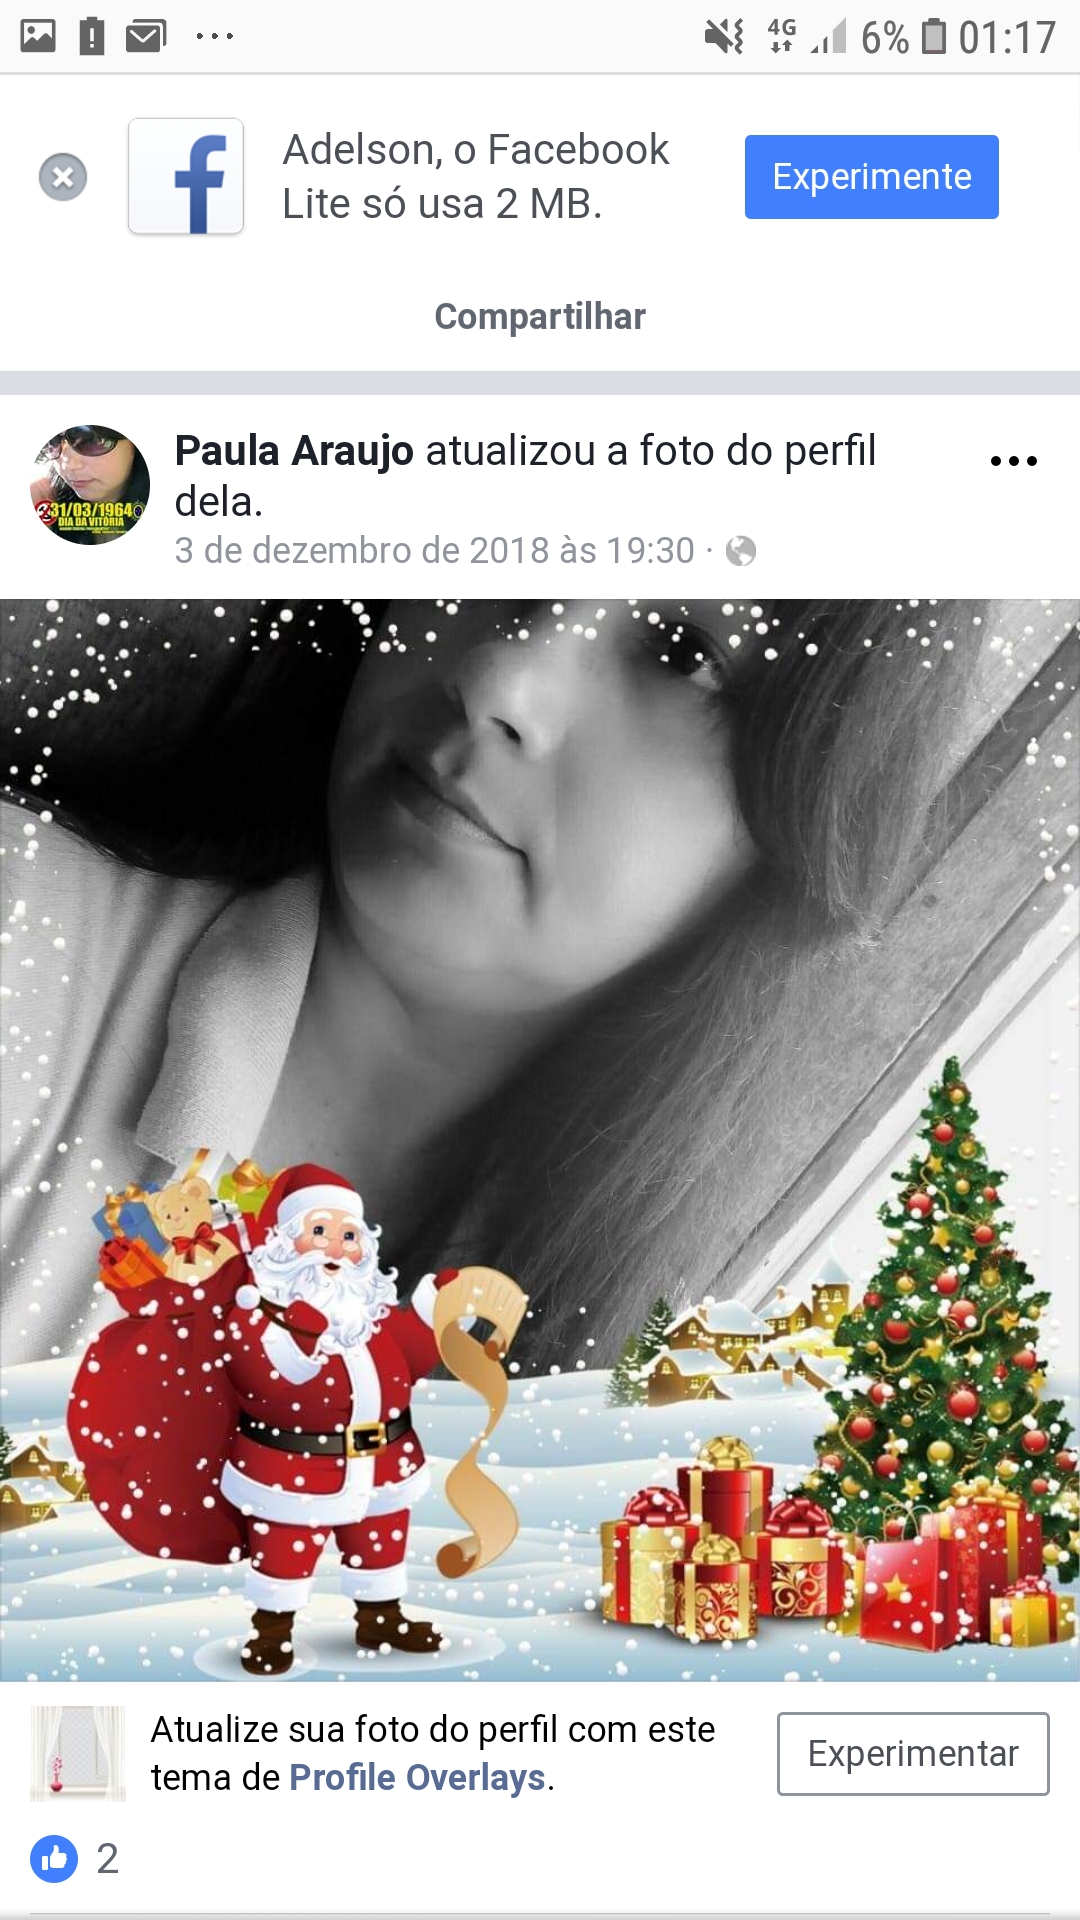 4G 6% 01:17
Adelson, o Facebook
Lite só usa 2 MB.
Experimente
Compartilhar
Paula Araujo atualizou a foto do perfil
dela.
3 de dezembro de 2018 às 19:30 ·
31/03/1964
DIA DA VITÓRIA
Atualize sua foto do perfil com este
tema de Profile Overlays.
Experimentar
2